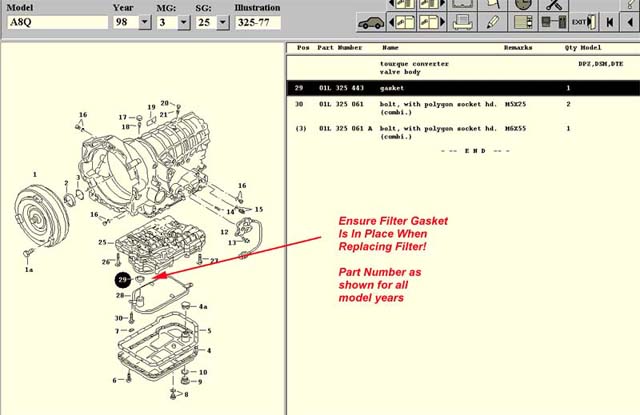 Model Year MG: SG: Illustration
A8Q 98 3 25 325-77
EXIT
Pos Part Number Name Remarks Qty Model
tourque converter DPZ,DSM,DTE
valve body
29 01L 325 443 gasket 1
30 01L 325 061 bolt, with polygon socket hd. M5X25 2
(combi.)
(3) 01L 325 061 A bolt, with polygon socket hd. M6X55 1
(combi.)
- -- E N D -- -
Ensure Filter Gasket
Is In Place When
Replacing Filter!
Part Number as
shown for all
model years
16
17
18
19
20
21
1
2
3
16
14
15
12
13
1a
25
26
27
29
28
30
4a
7
5
4
6
10
9
8